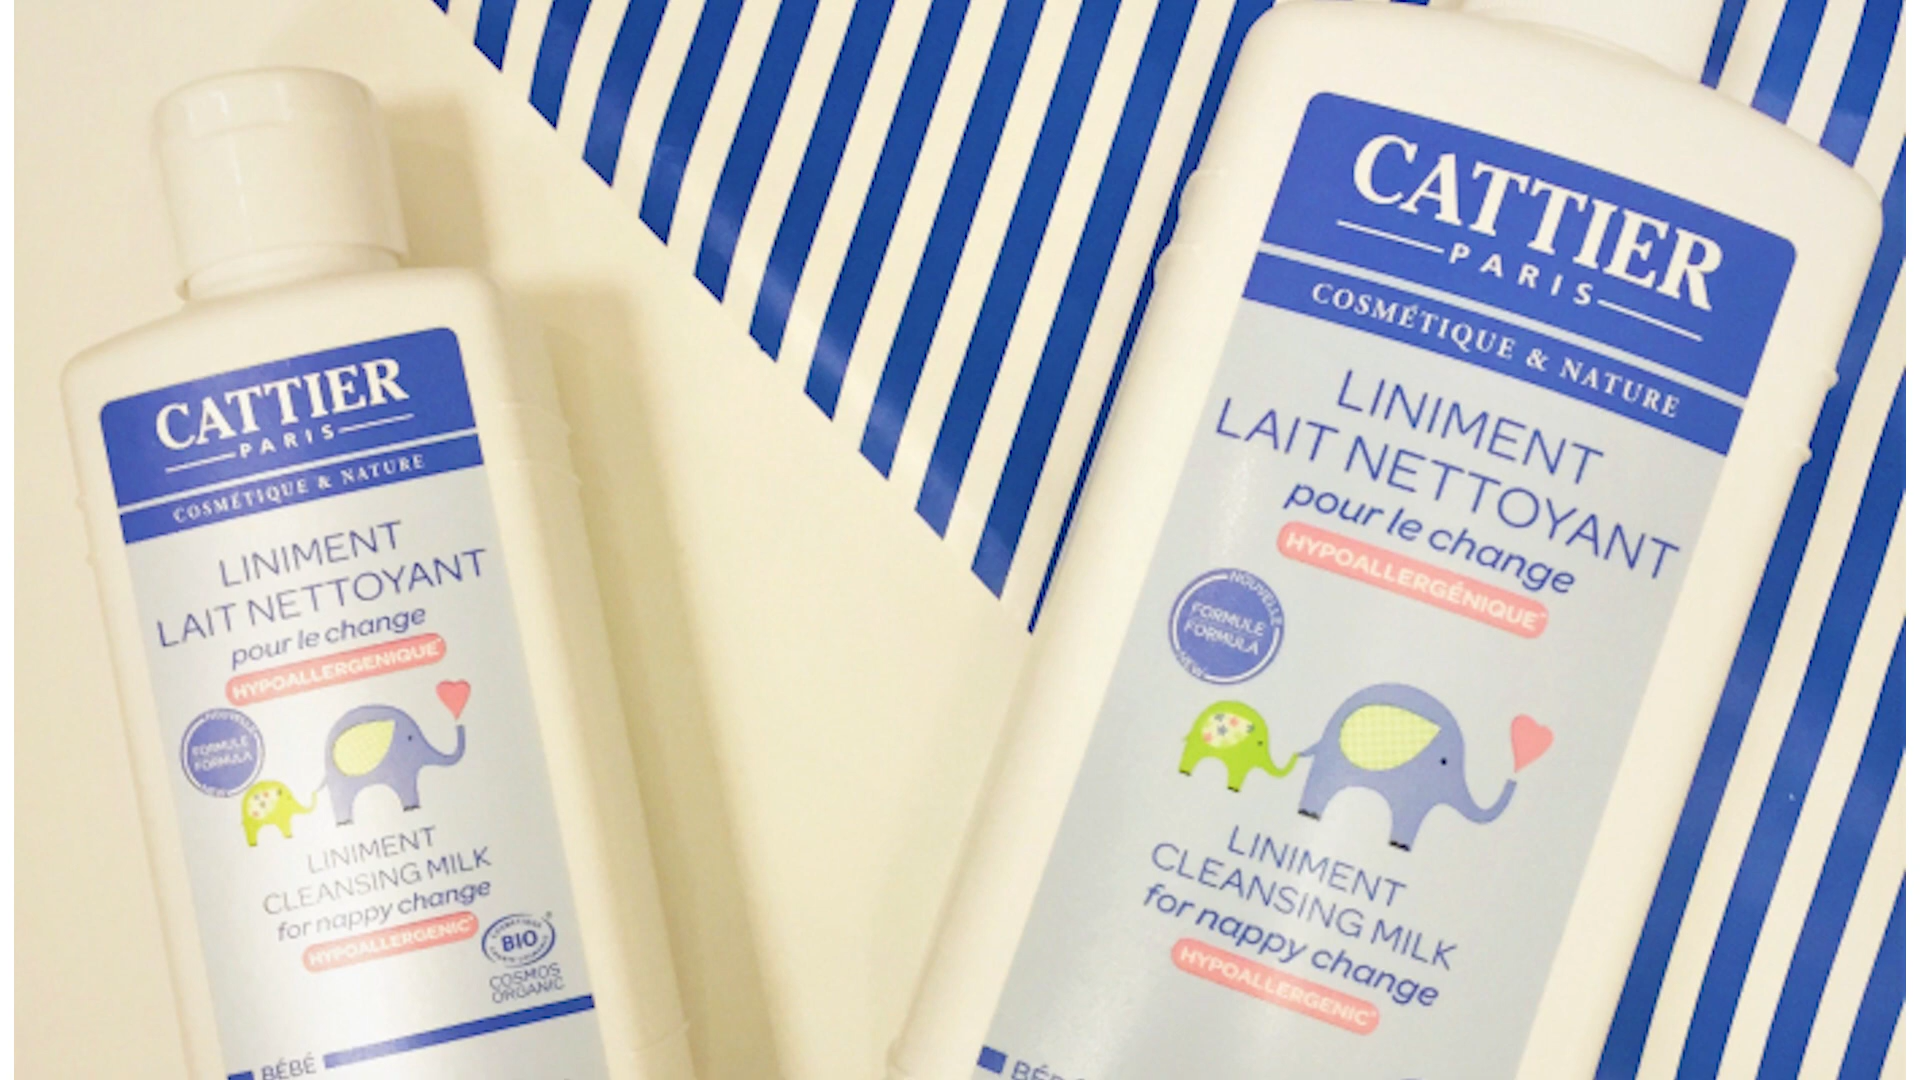 CATTIER
PARIS
COSMÉTIQUE & NATURE
LINIMENT
LAIT NETTOYANT
pour le change
HYPOALLERGENIQUE*
NOUVELLE
FORMULE
FORMULA
NEW
LINIMENT
CLEANSING MILK
for nappy change
HYPOALLERGENIC*
BIO
COSMOS
ORGANIC
BÉBÉ
CATTIER
PARIS
COSMÉTIQUE & NATURE
LINIMENT
LAIT NETTOYANT
pour le change
HYPOALLERGÉNIQUE*
NOUVELLE
FORMULE
FORMULA
NEW
LINIMENT
CLEANSING MILK
for nappy change
HYPOALLERGENIC*